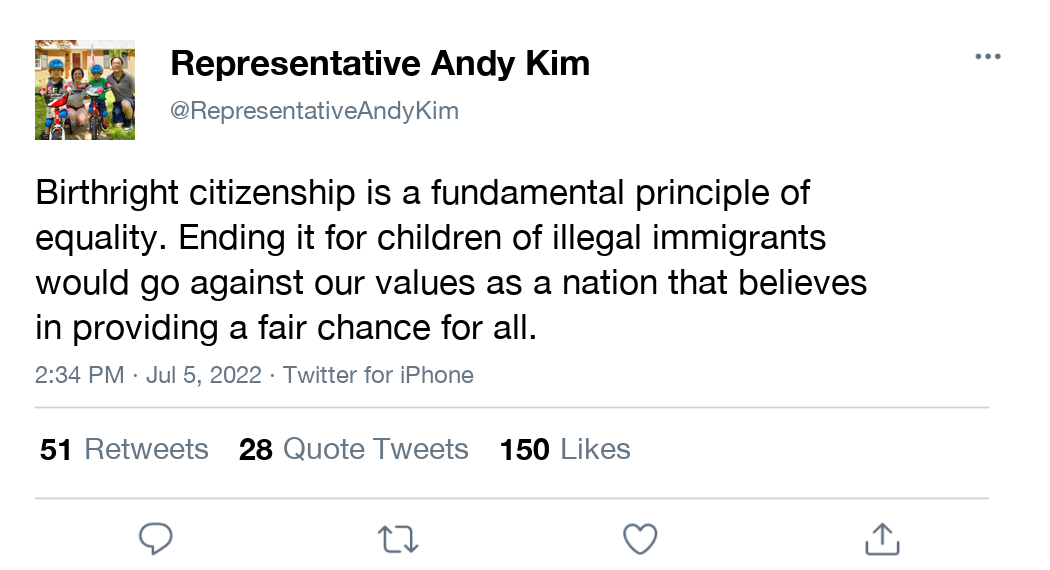 Representative Andy Kim
@RepresentativeAndyKim
Birthright citizenship is a fundamental principle of
equality. Ending it for children of illegal immigrants
would go against our values as a nation that believes
in providing a fair chance for all.
2:34 PM · Jul 5, 2022 · Twitter for iPhone
51 Retweets 28 Quote Tweets 150 Likes